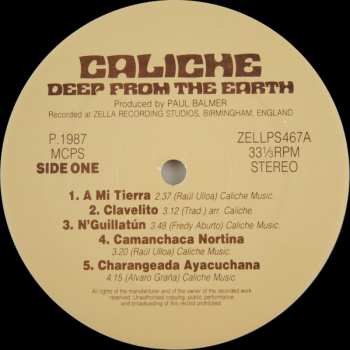 CALICHE
DEEP FROM THE EARTH
Produced by PAUL BALMER
Recorded at ZELLA RECORDING STUDIOS, BIRMINGHAM, ENGLAND
P.1987
MCPS
SIDE ONE
ZELLPS467A
33⅓RPM
STEREO
1. A Mi Tierra 2.37 (Raúl Ulloa) Caliche Music.
2. Clavelito 3.12 (Trad.) arr. Caliche.
3. N'Guillatún 3.48 (Fredy Aburto) Caliche Music.
4. Camanchaca Nortina
3.20 (Raúl Ulloa) Caliche Music.
5. Charangeada Ayacuchana
4.15 (Alvaro Graña) Caliche Music.
All rights of the manufacturer and of the owner of the recorded work
reserved. Unauthorised copying, public performance
and broadcasting of this record prohibited.